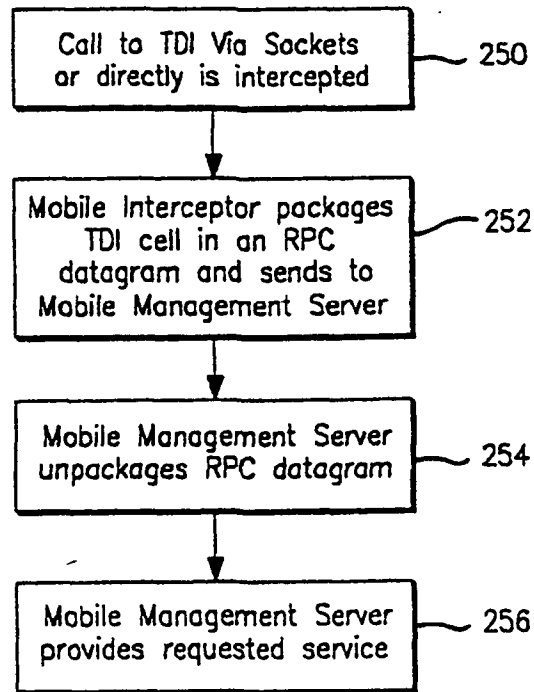 Call to TDI Via Sockets
or directly is intercepted
250
Mobile Interceptor packages
TDI cell in an RPC
datagram and sends to
Mobile Management Server
252
Mobile Management Server
unpackages RPC datagram
254
Mobile Management Server
provides requested service
256